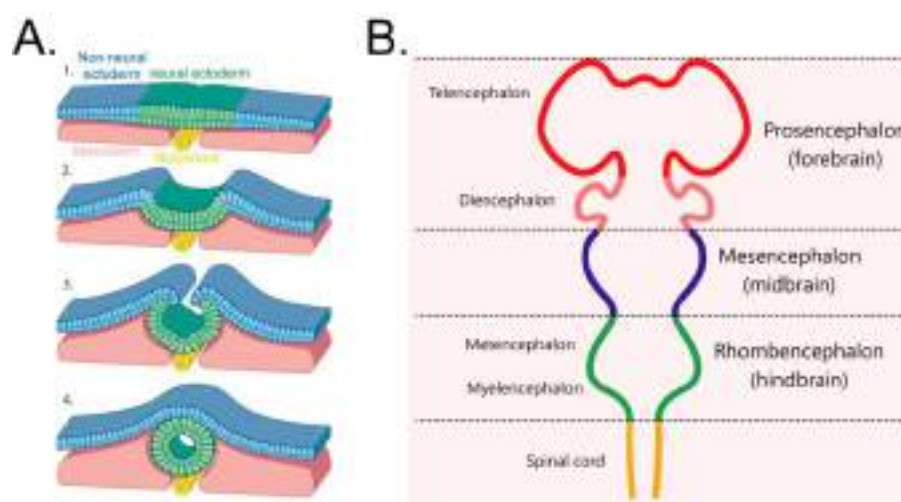 A.
Non neural
ectoderm
neural ectoderm
1.
2.
3.
4.
B.
Telencephalon
Prosencephalon
(forebrain)
Diencephalon
Mesencephalon
(midbrain)
Metencephalon
Rhombencephalon
(hindbrain)
Myelencephalon
Spinal cord